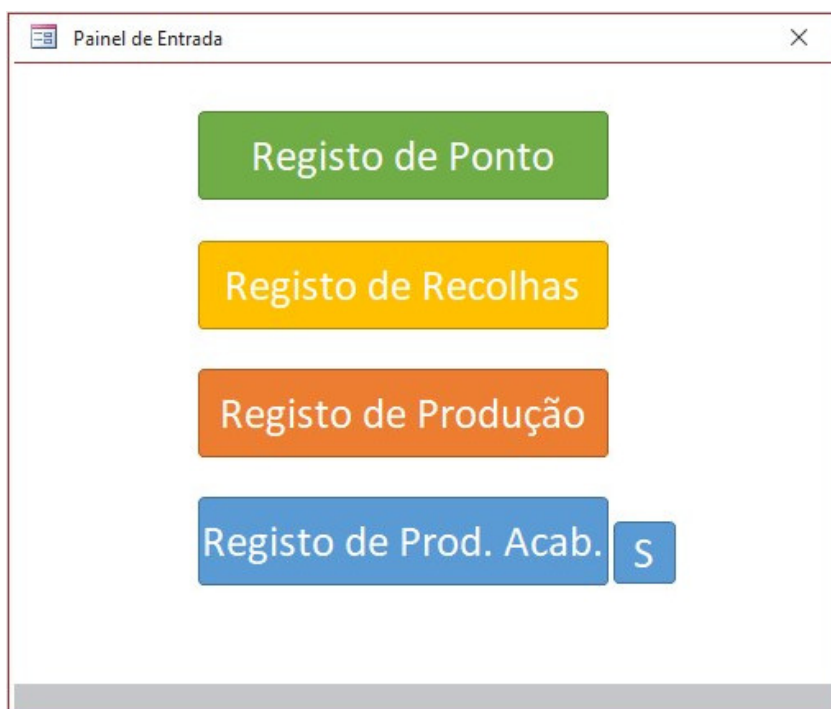 Painel de Entrada
Registo de Ponto
Registo de Recolhas
Registo de Produção
Registo de Prod. Acab.
S